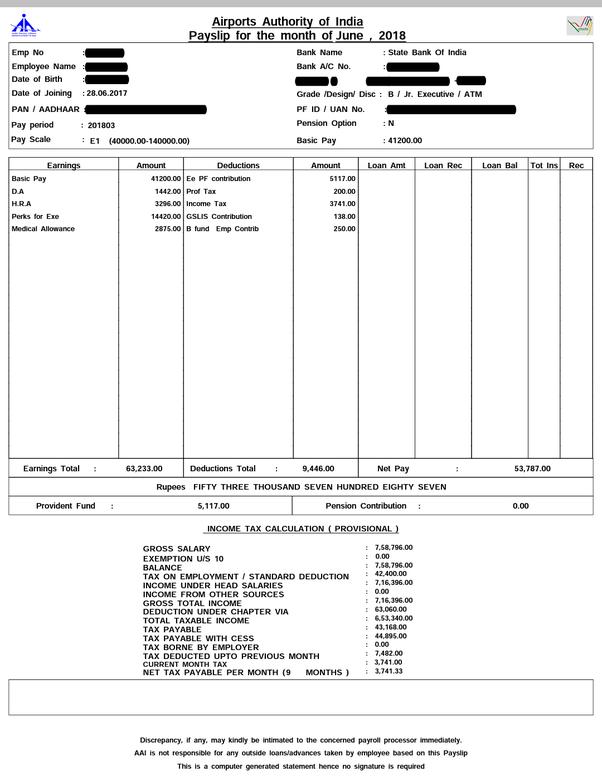 Airports Authority of India
Payslip for the month of June , 2018
Emp No :
Bank Name : State Bank Of India
Employee Name :
Bank A/C No. :
Date of Birth :
Date of Joining : 28.06.2017
Grade /Design/ Disc : B / Jr. Executive / ATM
PAN / AADHAAR :
PF ID / UAN No. :
Pay period : 201803
Pension Option : N
Pay Scale : E1 (40000.00-140000.00)
Basic Pay : 41200.00
Earnings Amount Deductions Amount Loan Amt Loan Rec Loan Bal Tot Ins Rec
Basic Pay 41200.00 Ee PF contribution 5117.00
D.A 1442.00 Prof Tax 200.00
H.R.A 3296.00 Income Tax 3741.00
Perks for Exe 14420.00 GSLIS Contribution 138.00
Medical Allowance 2875.00 B fund Emp Contrib 250.00
Earnings Total : 63,233.00 Deductions Total : 9,446.00 Net Pay : 53,787.00
Rupees FIFTY THREE THOUSAND SEVEN HUNDRED EIGHTY SEVEN
Provident Fund : 5,117.00 Pension Contribution : 0.00
INCOME TAX CALCULATION ( PROVISIONAL )
GROSS SALARY : 7,58,796.00
EXEMPTION U/S 10 : 0.00
BALANCE : 7,58,796.00
TAX ON EMPLOYMENT / STANDARD DEDUCTION : 42,400.00
INCOME UNDER HEAD SALARIES : 7,16,396.00
INCOME FROM OTHER SOURCES : 0.00
GROSS TOTAL INCOME : 7,16,396.00
DEDUCTION UNDER CHAPTER VIA : 63,060.00
TOTAL TAXABLE INCOME : 6,53,340.00
TAX PAYABLE : 43,168.00
TAX PAYABLE WITH CESS : 44,895.00
TAX BORNE BY EMPLOYER : 0.00
TAX DEDUCTED UPTO PREVIOUS MONTH : 7,482.00
CURRENT MONTH TAX : 3,741.00
NET TAX PAYABLE PER MONTH (9 MONTHS ) : 3,741.33
Discrepancy, if any, may kindly be intimated to the concerned payroll processor immediately.
AAI is not responsible for any outside loans/advances taken by employee based on this Payslip
This is a computer generated statement hence no signature is required